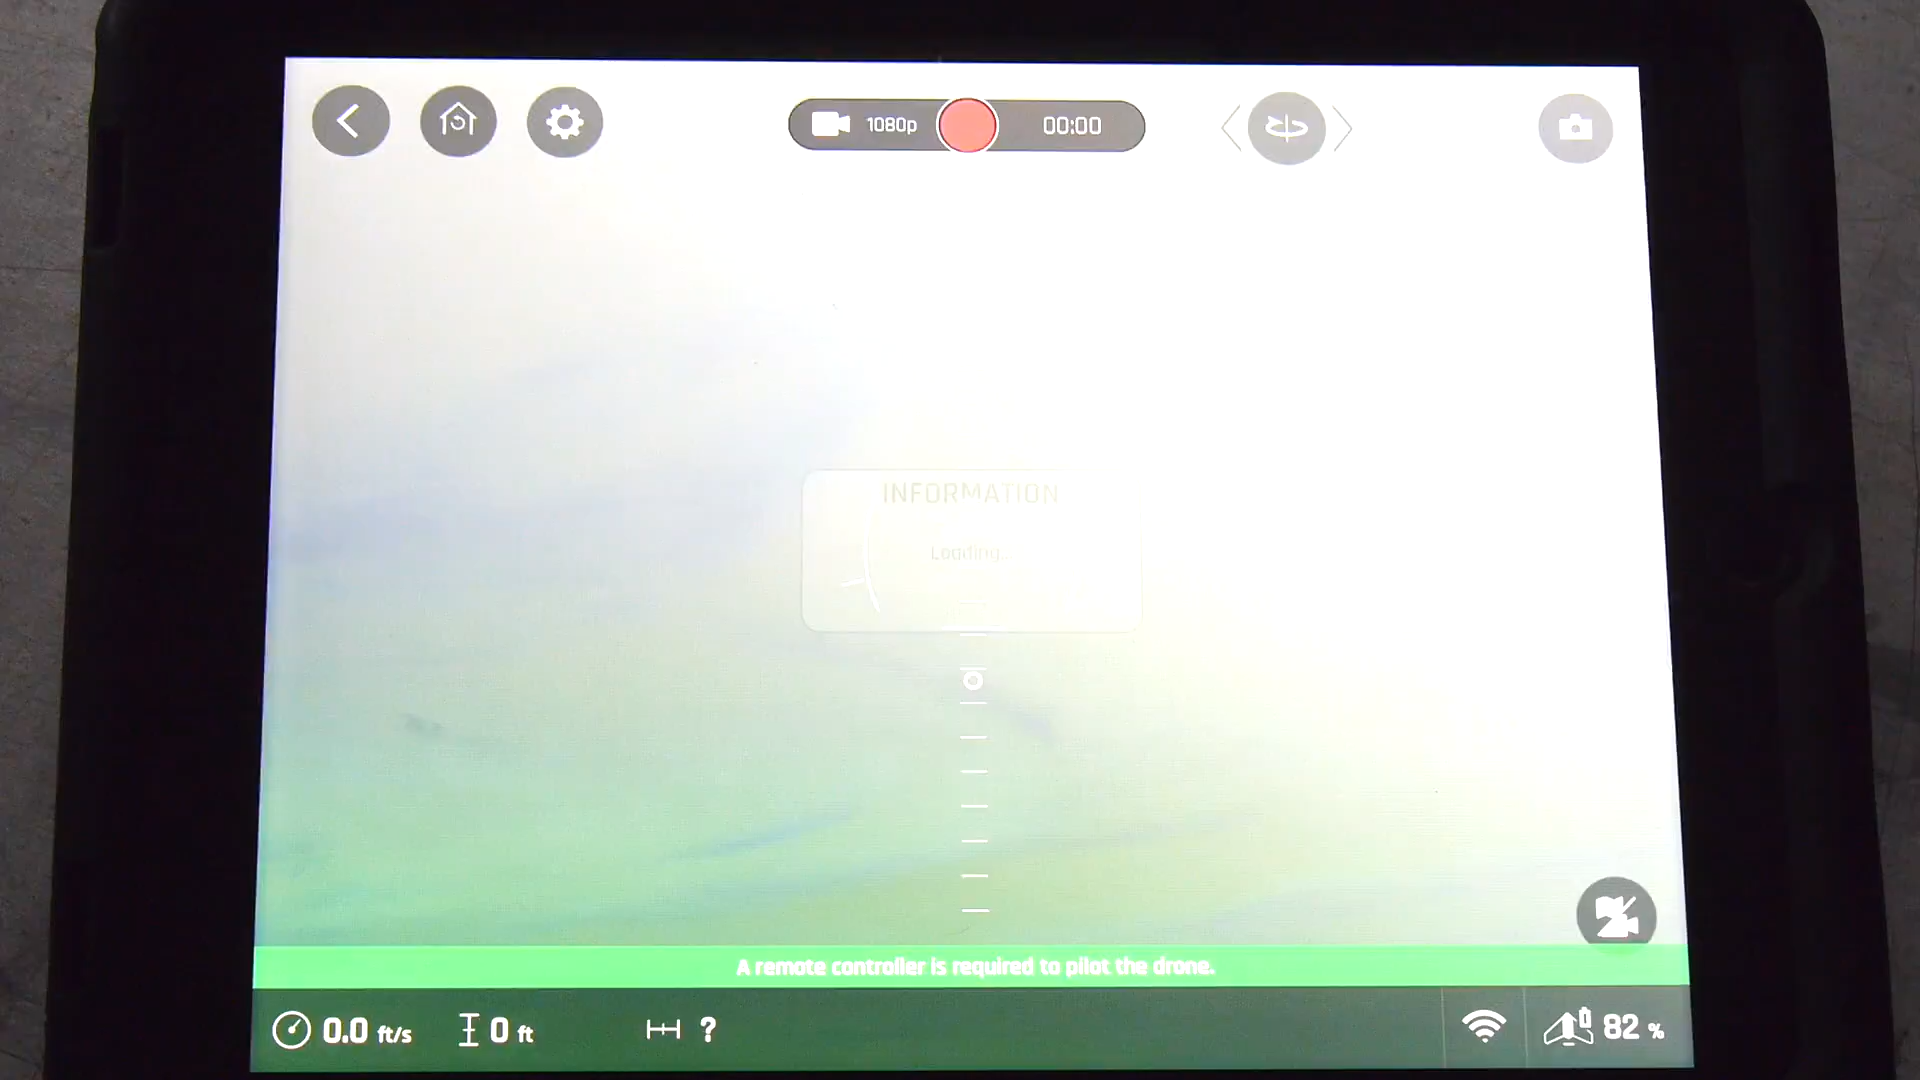 1080p 00:00
INFORMATION
Loading...
A remote controller is required to pilot the drone.
0.0 ft/s 0 ft ? 82 %